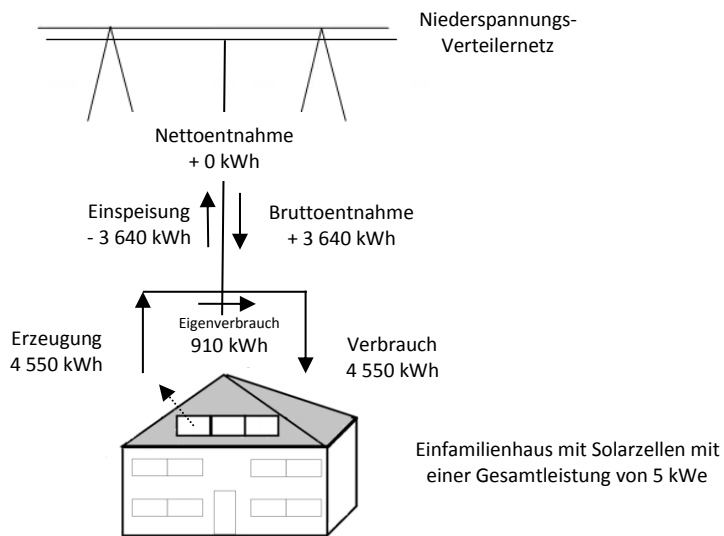 Niederspannungs-
Verteilernetz
Nettoentnahme
+ 0 kWh
Einspeisung
- 3 640 kWh
Bruttoentnahme
+ 3 640 kWh
Erzeugung
4 550 kWh
Eigenverbrauch
910 kWh
Verbrauch
4 550 kWh
Einfamilienhaus mit Solarzellen mit
einer Gesamtleistung von 5 kWe